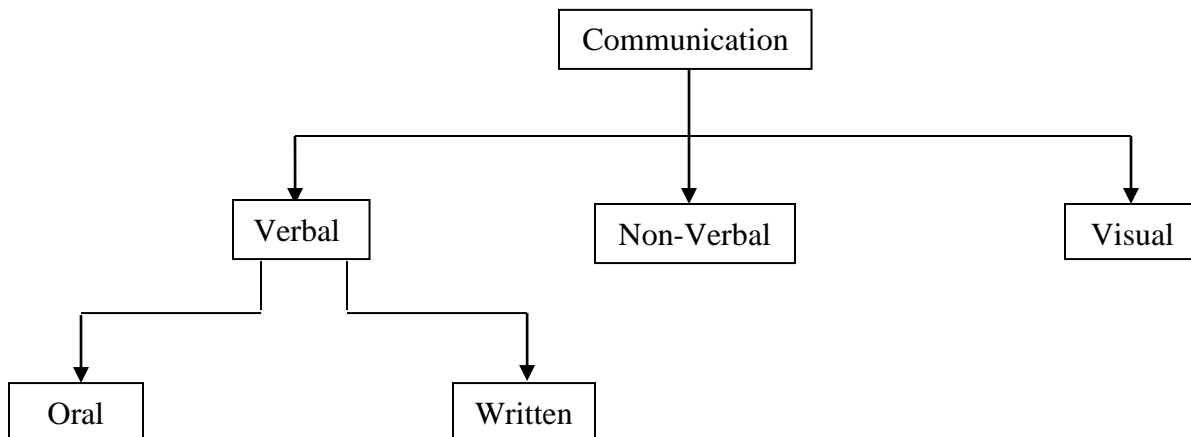 Communication
Verbal
Non-Verbal
Visual
Oral
Written